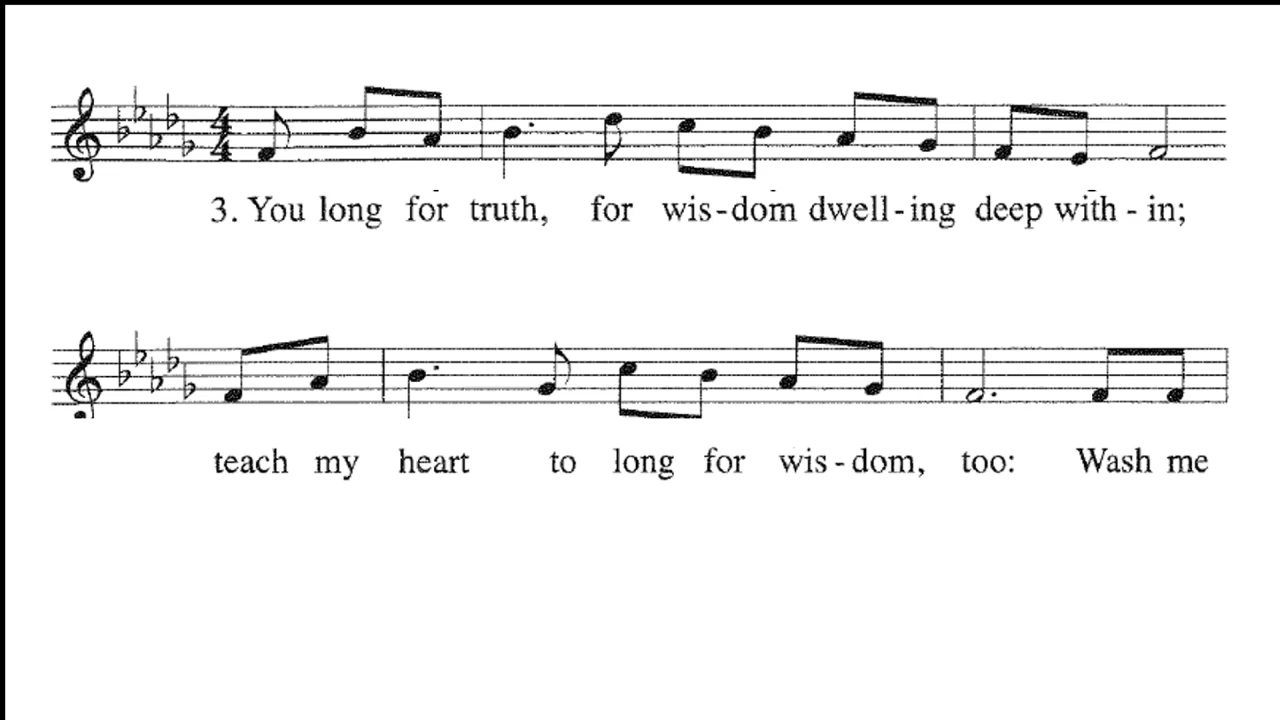 3. You long for truth, for wis-dom dwell-ing deep with - in;
teach my heart to long for wis - dom, too: Wash me